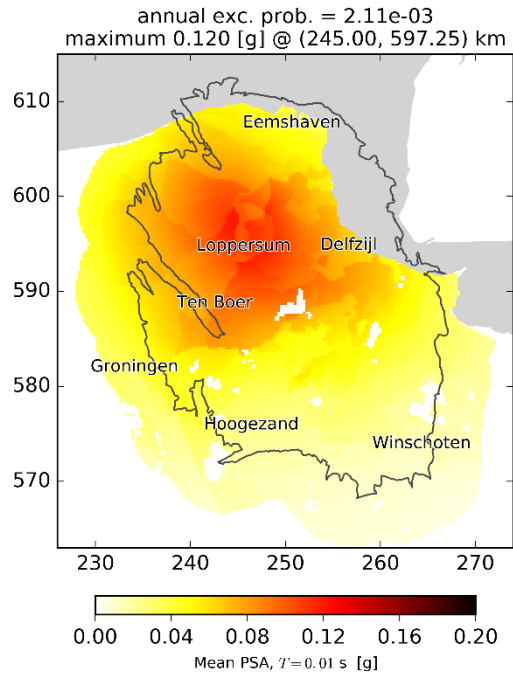 annual exc. prob. = 2.11e-03
maximum 0.120 [g] @ (245.00, 597.25) km
610
Eemshaven
600
Loppersum Delfzijl
590
Ten Boer
Groningen
580
Hoogezand
Winschoten
570
230 240 250 260 270
0.00 0.04 0.08 0.12 0.16 0.20
Mean PSA, T = 0.01 s [g]